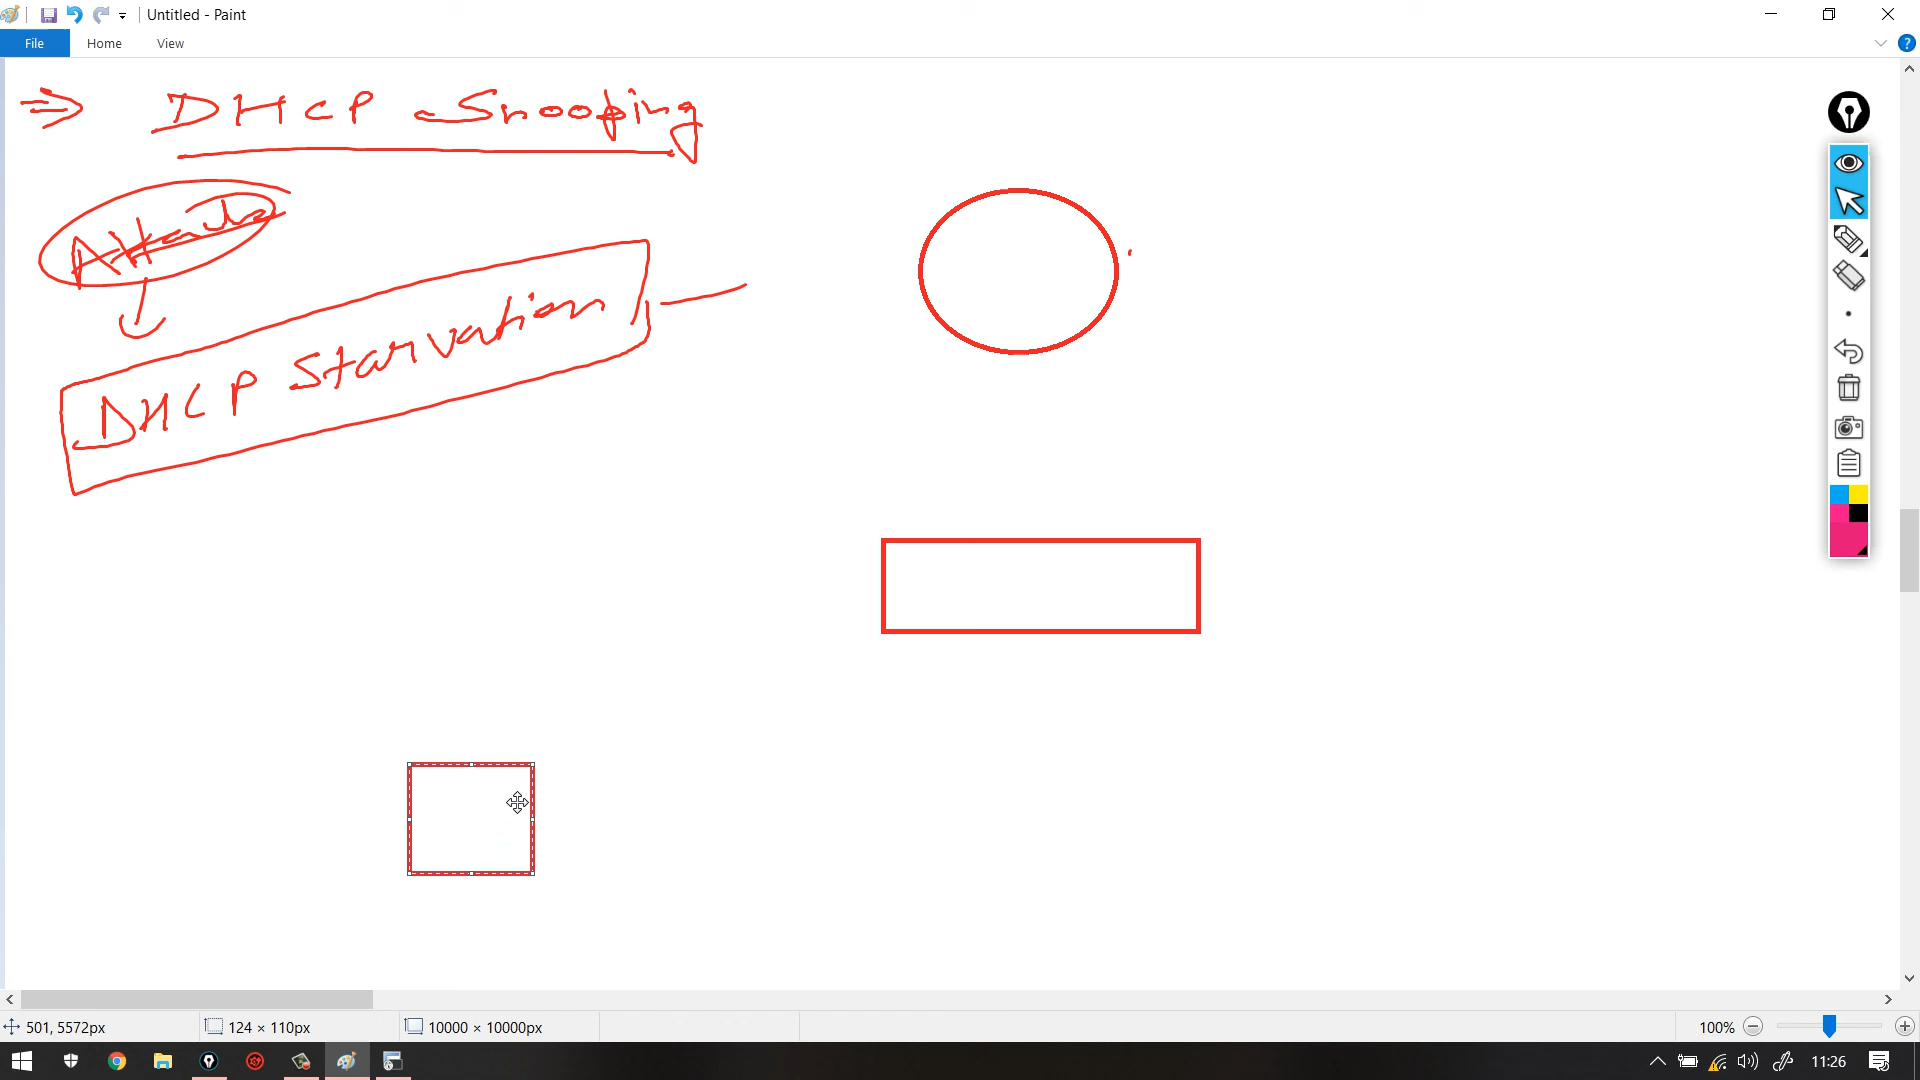 Untitled - Paint
File Home View
⇒ DHCP Snooping
Attack
DHCP Starvation
501, 5572px
124 × 110px
10000 × 10000px
100%
11:26